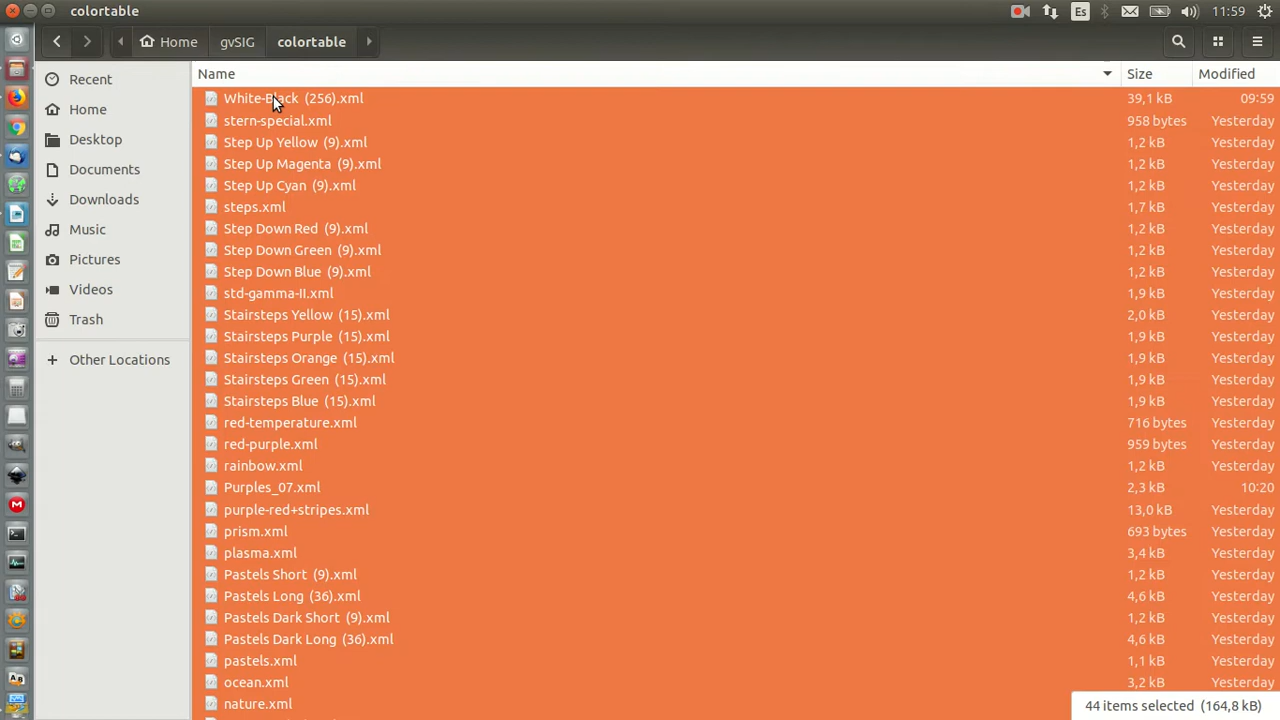 colortable
Es
11:59
Home
gvSIG
colortable
Recent
Home
Desktop
Documents
Downloads
Music
Pictures
Videos
Trash
Other Locations
Name Size Modified
White-Black (256).xml 39,1 kB 09:59
stern-special.xml 958 bytes Yesterday
Step Up Yellow (9).xml 1,2 kB Yesterday
Step Up Magenta (9).xml 1,2 kB Yesterday
Step Up Cyan (9).xml 1,2 kB Yesterday
steps.xml 1,7 kB Yesterday
Step Down Red (9).xml 1,2 kB Yesterday
Step Down Green (9).xml 1,2 kB Yesterday
Step Down Blue (9).xml 1,2 kB Yesterday
std-gamma-II.xml 1,9 kB Yesterday
Stairsteps Yellow (15).xml 2,0 kB Yesterday
Stairsteps Purple (15).xml 1,9 kB Yesterday
Stairsteps Orange (15).xml 1,9 kB Yesterday
Stairsteps Green (15).xml 1,9 kB Yesterday
Stairsteps Blue (15).xml 1,9 kB Yesterday
red-temperature.xml 716 bytes Yesterday
red-purple.xml 959 bytes Yesterday
rainbow.xml 1,2 kB Yesterday
Purples_07.xml 2,3 kB 10:20
purple-red+stripes.xml 13,0 kB Yesterday
prism.xml 693 bytes Yesterday
plasma.xml 3,4 kB Yesterday
Pastels Short (9).xml 1,2 kB Yesterday
Pastels Long (36).xml 4,6 kB Yesterday
Pastels Dark Short (9).xml 1,2 kB Yesterday
Pastels Dark Long (36).xml 4,6 kB Yesterday
pastels.xml 1,1 kB Yesterday
ocean.xml 3,2 kB Yesterday
nature.xml
44 items selected (164,8 kB)